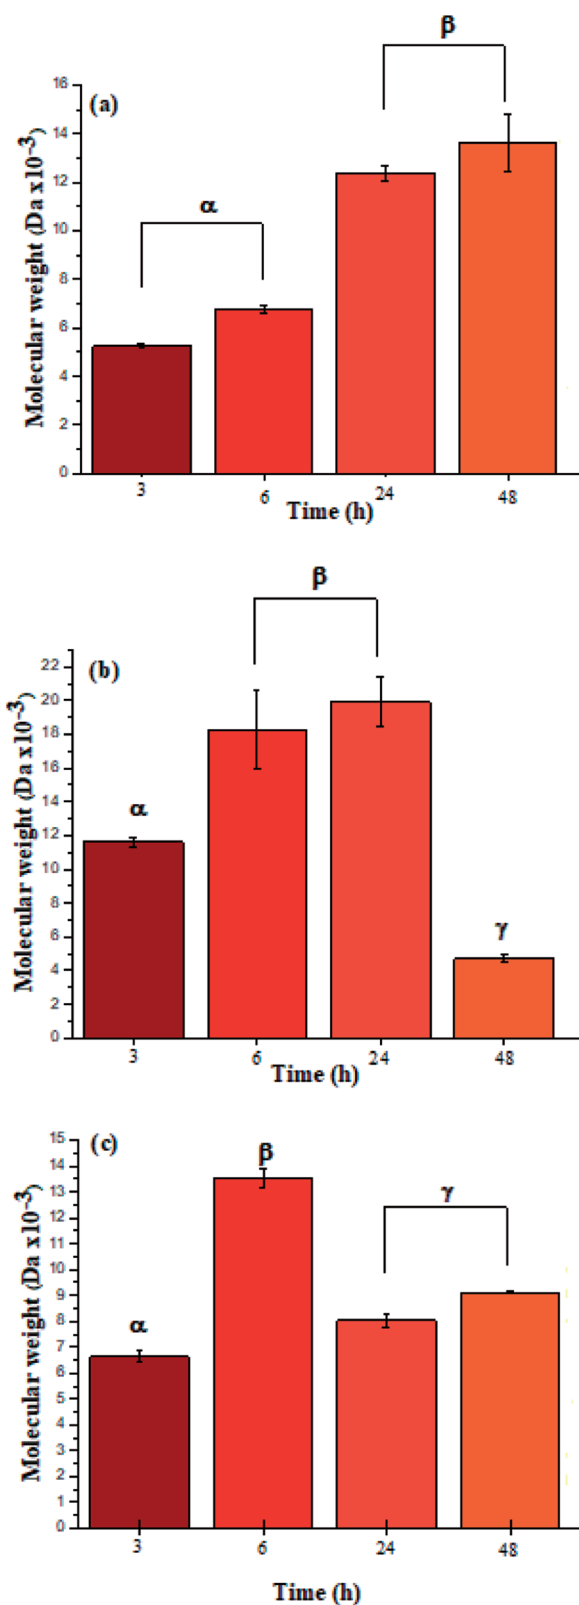 β
(a)
16
14
12
10
8
6
4
2
0
α
Molecular weight (Da x10⁻³)
3 6 24 48
Time (h)
β
(b)
22
20
18
16
14
12
10
8
6
4
2
0
α
γ
Molecular weight (Da x10⁻³)
3 6 24 48
Time (h)
(c)
15
14
13
12
11
10
9
8
7
6
5
4
3
2
1
0
β
γ
α
Molecular weight (Da x10⁻³)
3 6 24 48
Time (h)